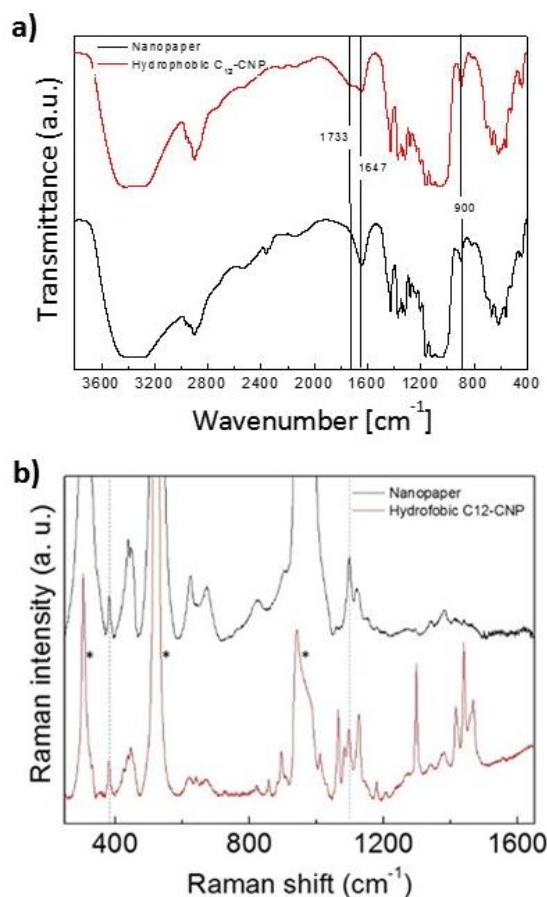 a)
Nanopaper
Hydrophobic C₁₂-CNP
Transmittance (a.u.)
1733
1647
900
3600 3200 2800 2400 2000 1600 1200 800 400
Wavenumber [cm⁻¹]
b)
Nanopaper
Hydrofobic C12-CNP
Raman intensity (a. u.)
* * *
400 800 1200 1600
Raman shift (cm⁻¹)